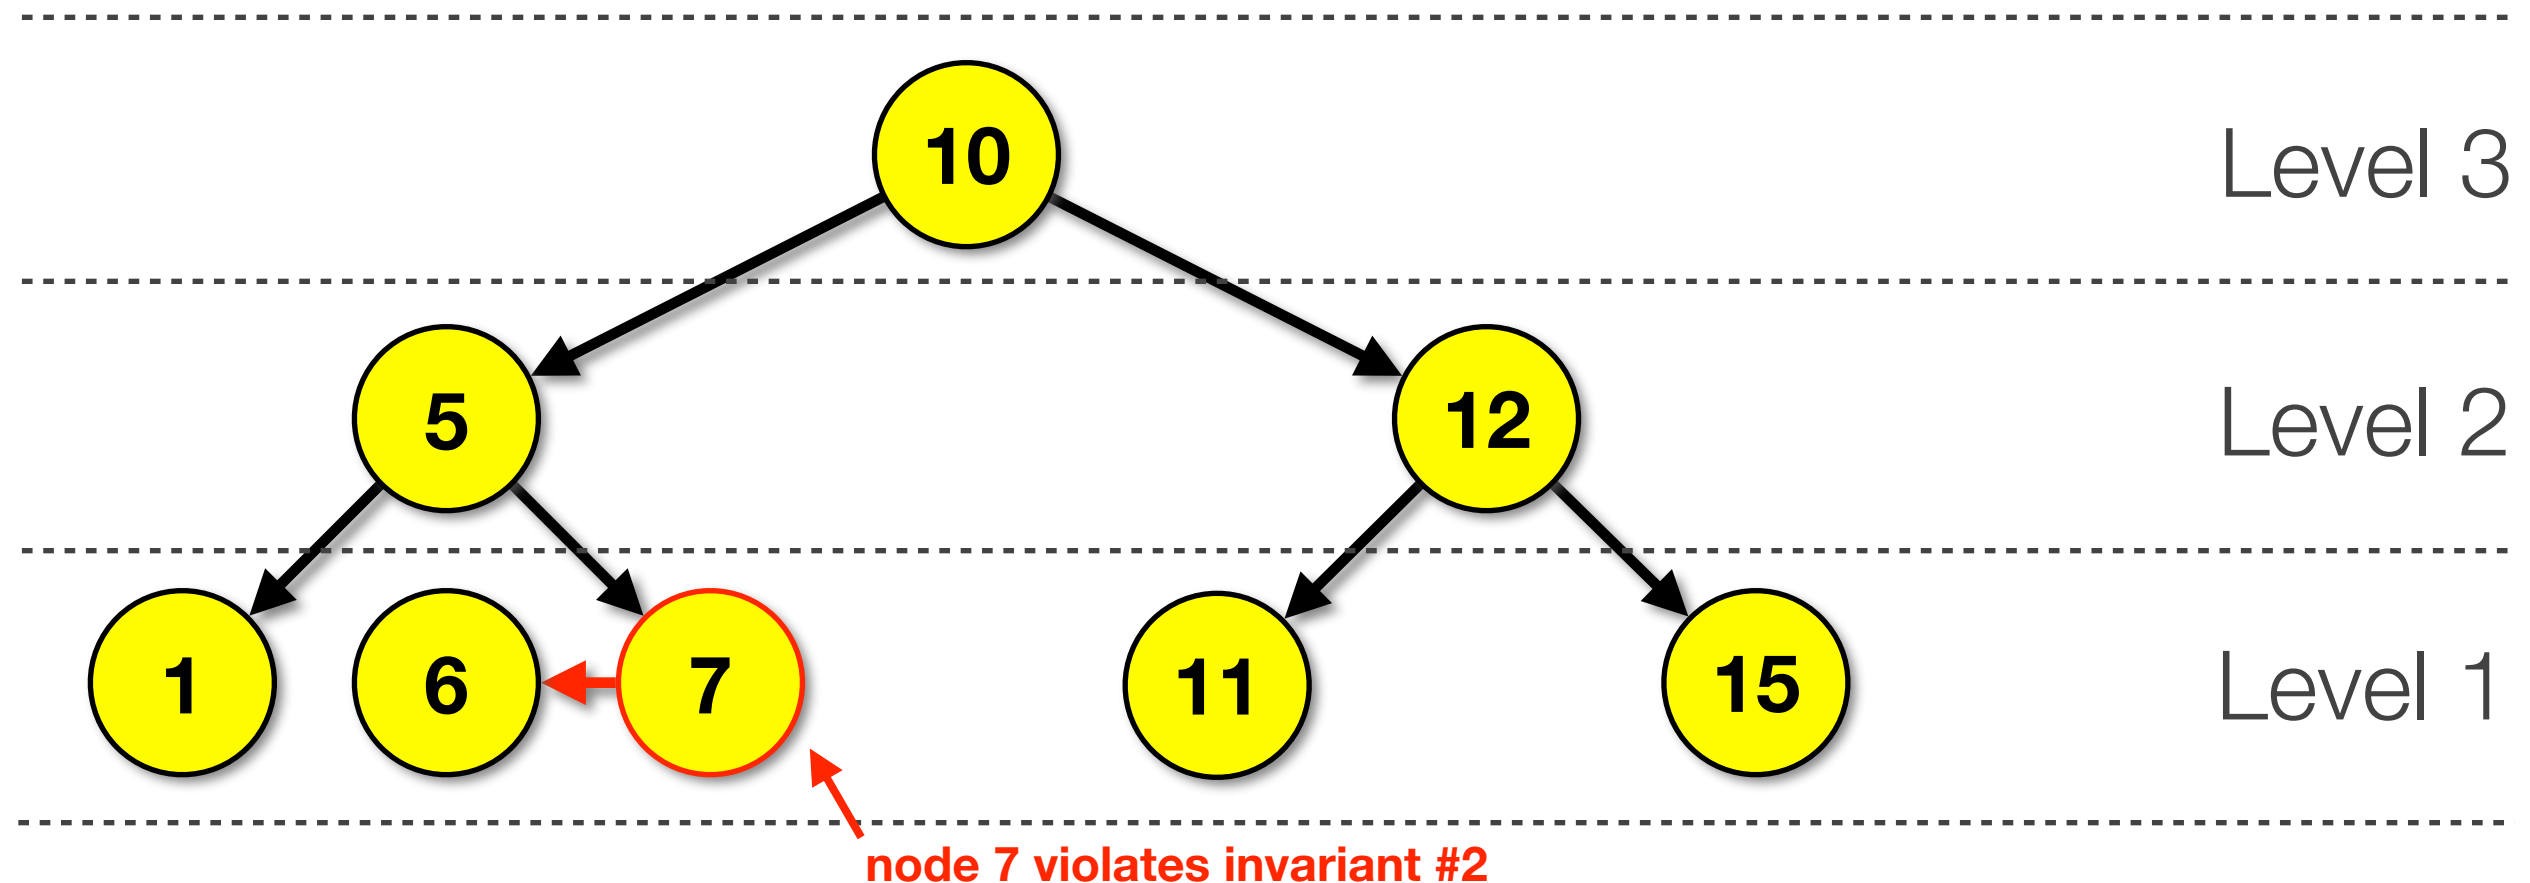 10
Level 3
5
12
Level 2
1
6
7
11
15
Level 1
node 7 violates invariant #2